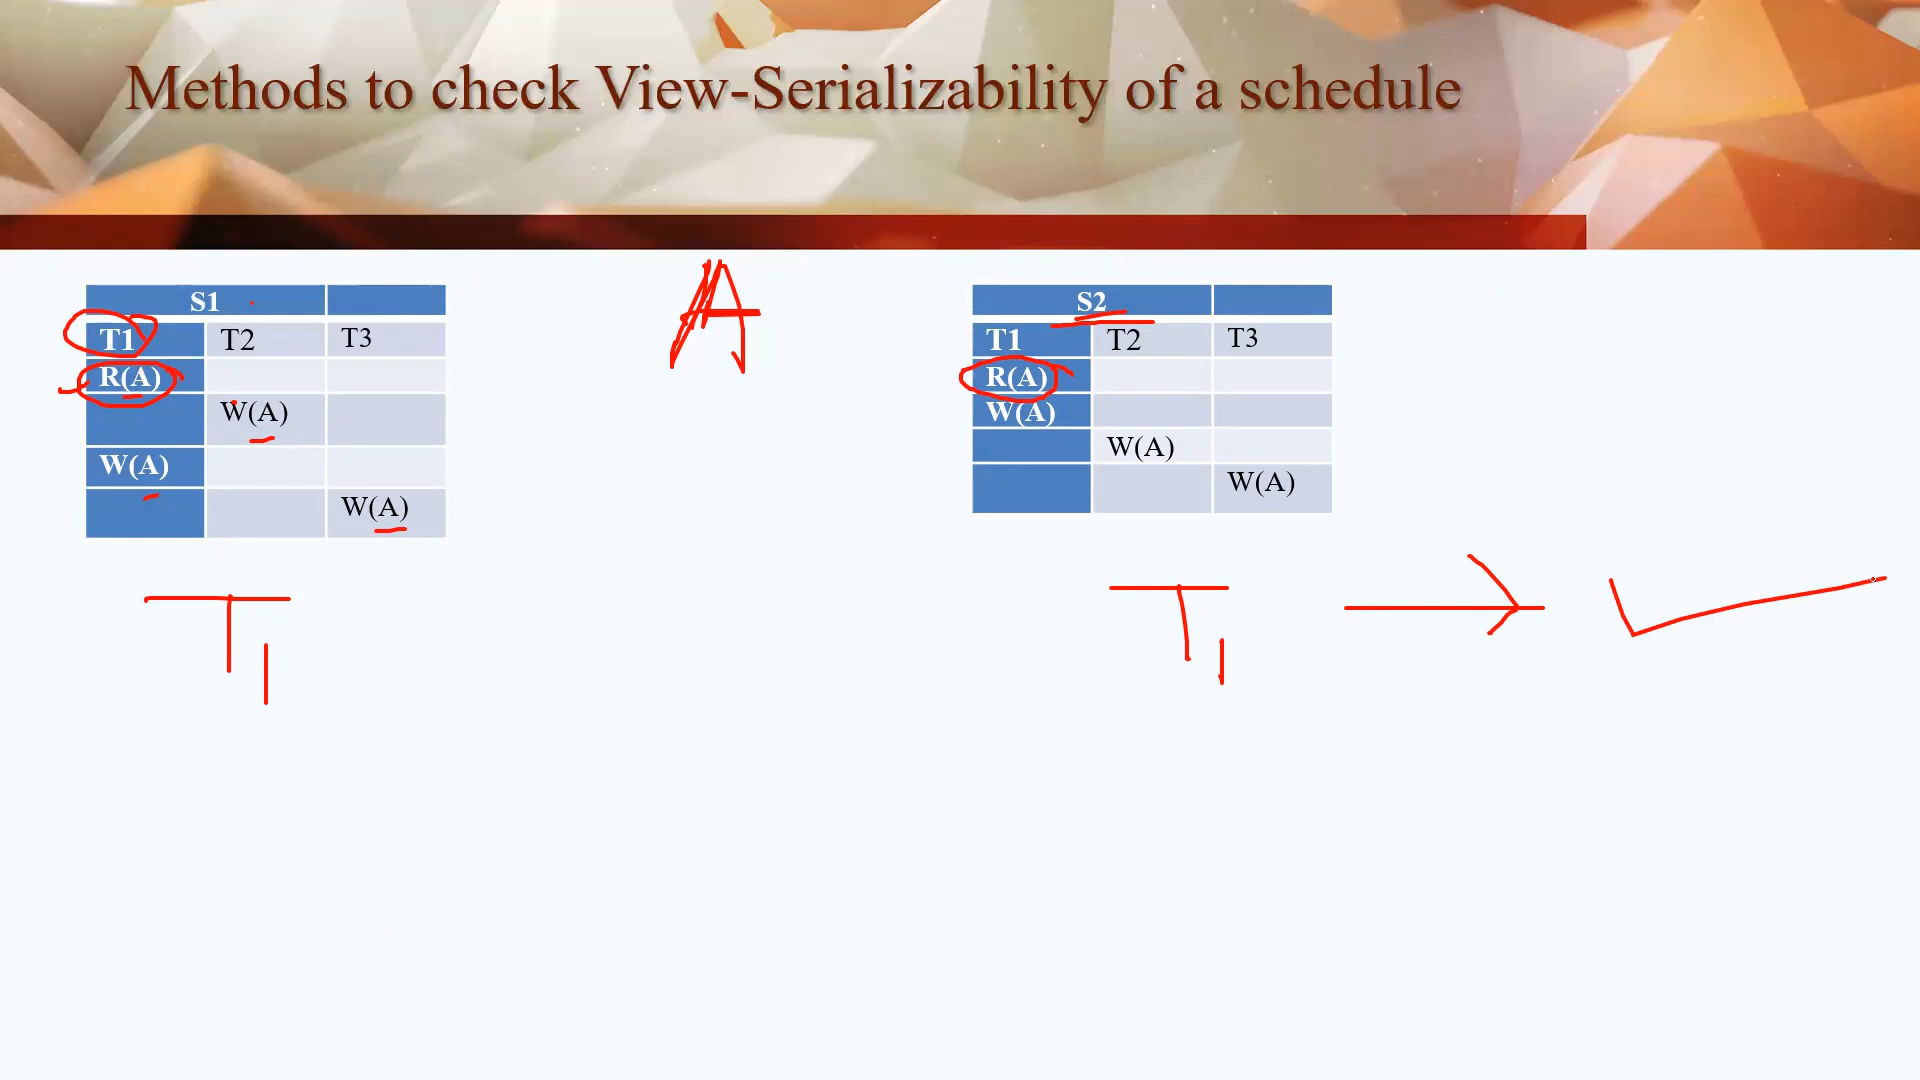 Methods to check View-Serializability of a schedule
A
S1
T1 T2 T3
R(A)
W(A)
W(A)
W(A)
S2
T1 T2 T3
R(A)
W(A)
W(A)
W(A)
T1
T1